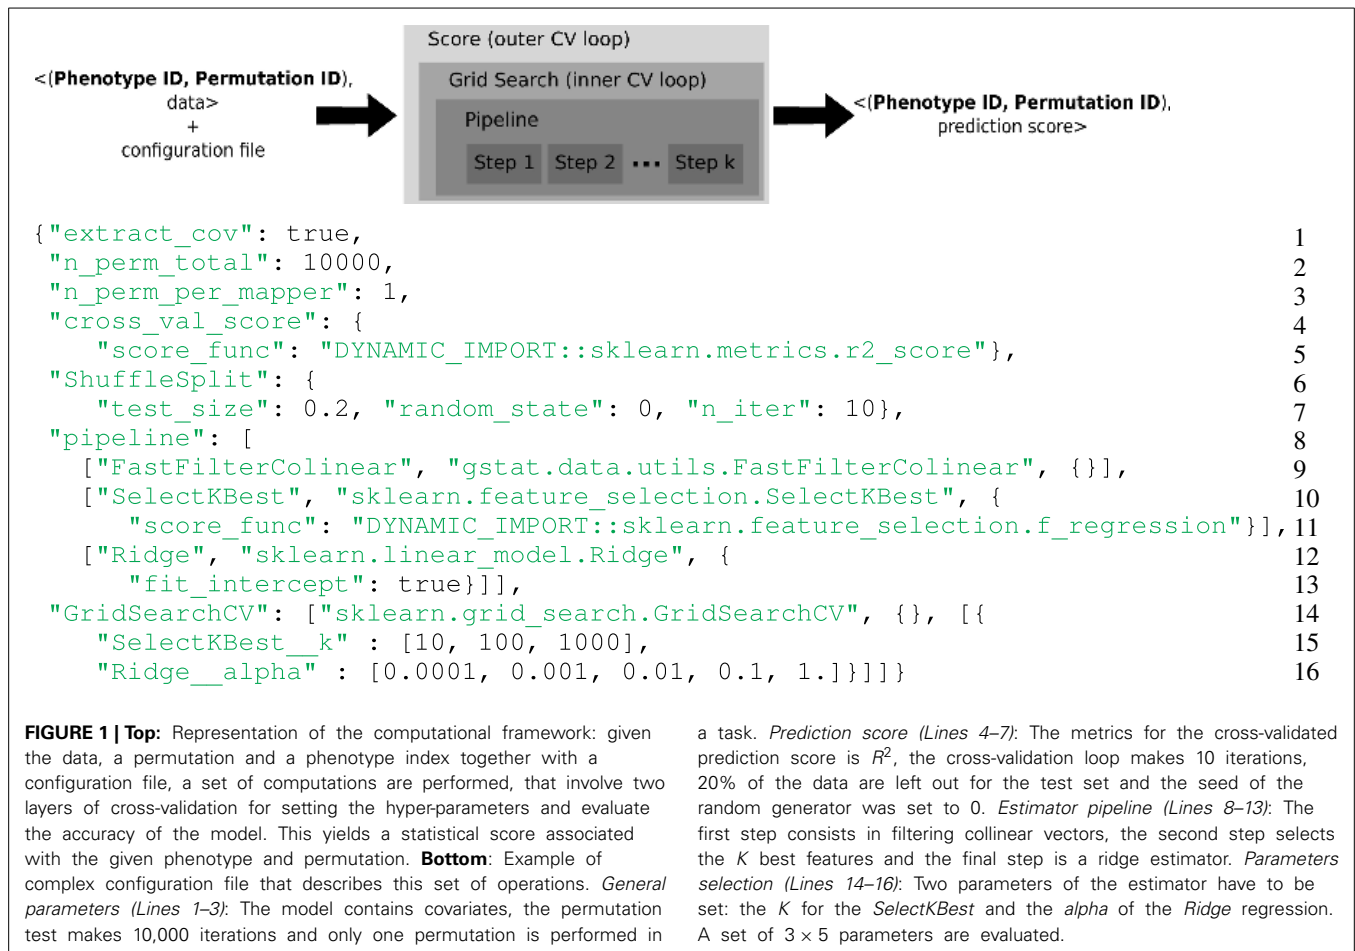 Score (outer CV loop)
Grid Search (inner CV loop)
Pipeline
Step 1 Step 2 ... Step k
<(Phenotype ID, Permutation ID),
data>
+
configuration file
<(Phenotype ID, Permutation ID),
prediction score>
{"extract_cov": true, 1
"n_perm_total": 10000, 2
"n_perm_per_mapper": 1, 3
"cross_val_score": { 4
"score_func": "DYNAMIC_IMPORT::sklearn.metrics.r2_score"}, 5
"ShuffleSplit": { 6
"test_size": 0.2, "random_state": 0, "n_iter": 10}, 7
"pipeline": [ 8
["FastFilterColinear", "gstat.data.utils.FastFilterColinear", {}], 9
["SelectKBest", "sklearn.feature_selection.SelectKBest", { 10
"score_func": "DYNAMIC_IMPORT::sklearn.feature_selection.f_regression"}], 11
["Ridge", "sklearn.linear_model.Ridge", { 12
"fit_intercept": true}]], 13
"GridSearchCV": ["sklearn.grid_search.GridSearchCV", {}, [{ 14
"SelectKBest__k" : [10, 100, 1000], 15
"Ridge__alpha" : [0.0001, 0.001, 0.01, 0.1, 1.]}]]} 16
FIGURE 1 | Top: Representation of the computational framework: given
the data, a permutation and a phenotype index together with a
configuration file, a set of computations are performed, that involve two
layers of cross-validation for setting the hyper-parameters and evaluate
the accuracy of the model. This yields a statistical score associated
with the given phenotype and permutation. Bottom: Example of
complex configuration file that describes this set of operations. General
parameters (Lines 1–3): The model contains covariates, the permutation
test makes 10,000 iterations and only one permutation is performed in
a task. Prediction score (Lines 4–7): The metrics for the cross-validated
prediction score is R², the cross-validation loop makes 10 iterations,
20% of the data are left out for the test set and the seed of the
random generator was set to 0. Estimator pipeline (Lines 8–13): The
first step consists in filtering collinear vectors, the second step selects
the K best features and the final step is a ridge estimator. Parameters
selection (Lines 14–16): Two parameters of the estimator have to be
set: the K for the SelectKBest and the alpha of the Ridge regression.
A set of 3 × 5 parameters are evaluated.